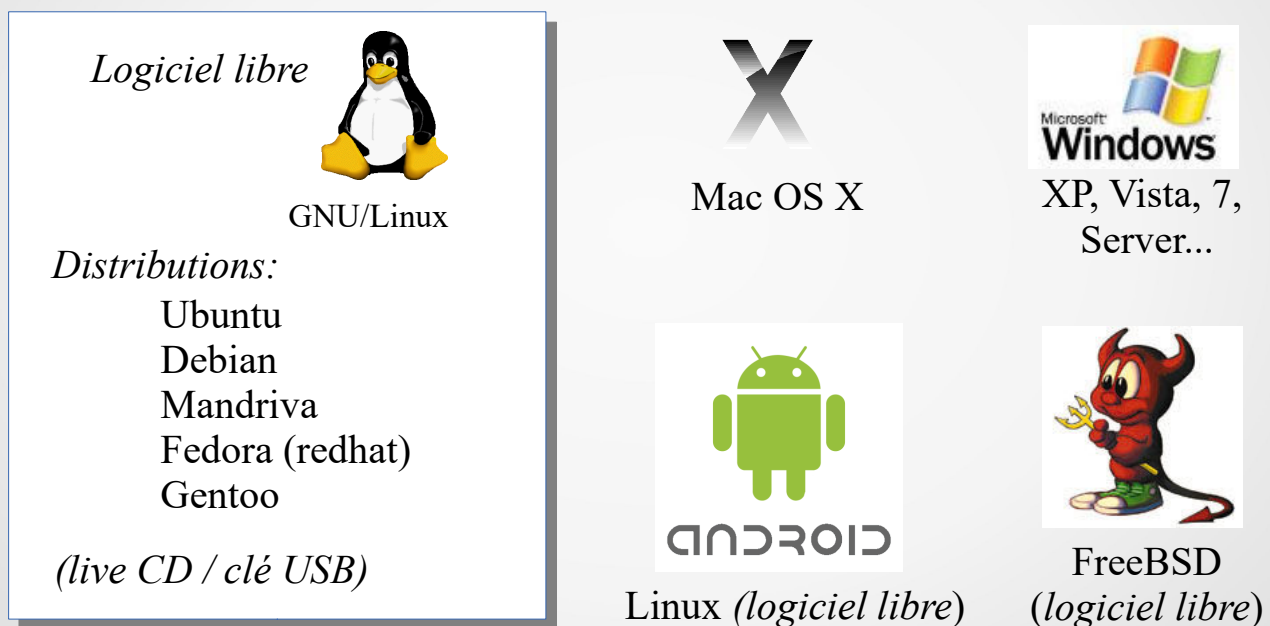 Logiciel libre
GNU/Linux
Distributions:
Ubuntu
Debian
Mandriva
Fedora (redhat)
Gentoo
(live CD / clé USB)
X
Mac OS X
Microsoft
Windows
XP, Vista, 7,
Server...
ANDROID
Linux (logiciel libre)
FreeBSD
(logiciel libre)